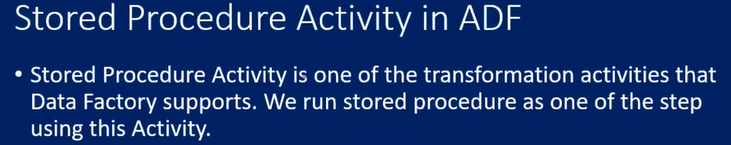 Stored Procedure Activity in ADF
• Stored Procedure Activity is one of the transformation activities that
Data Factory supports. We run stored procedure as one of the step
using this Activity.